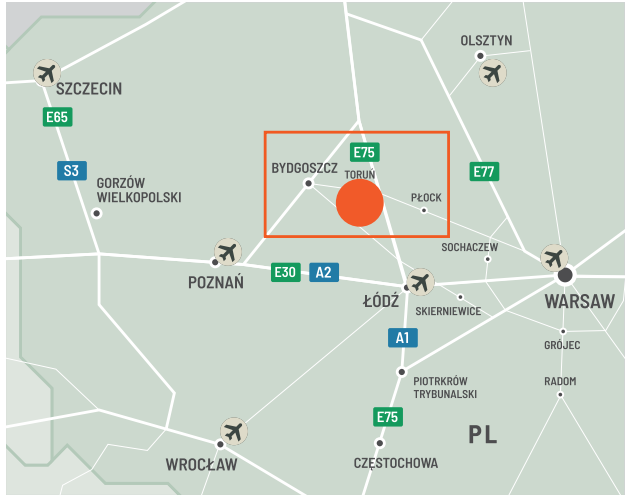 OLSZTYN
SZCZECIN
E65
E75
BYDGOSZCZ
TORUŃ
E77
S3
GORZÓW
WIELKOPOLSKI
PŁOCK
SOCHACZEW
POZNAŃ
E30
A2
ŁÓDŹ
SKIERNIEWICE
WARSAW
A1
GRÓJEC
PIOTRKRÓW
TRYBUNALSKI
RADOM
E75
PL
WROCŁAW
CZĘSTOCHOWA